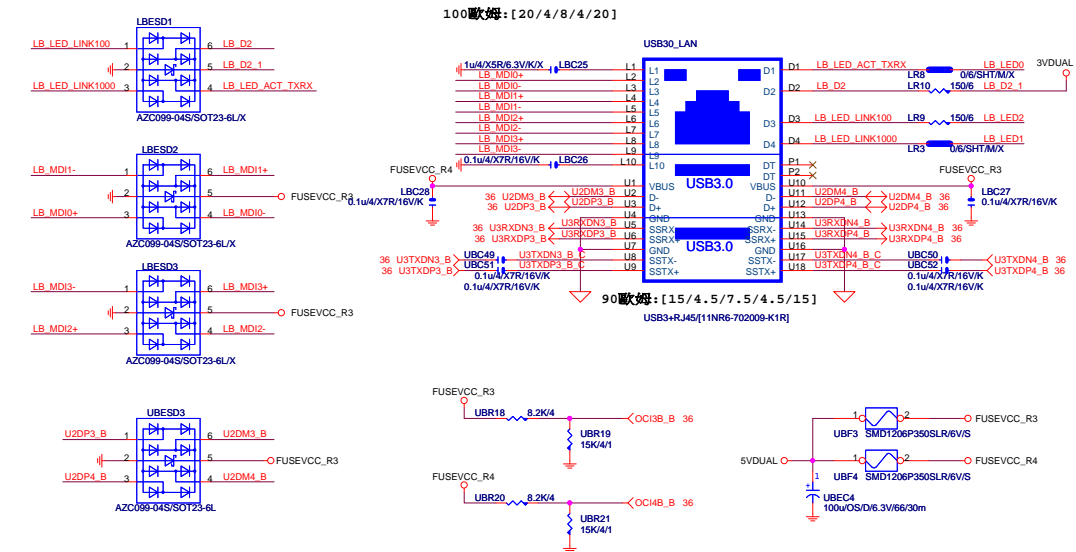 100歐姆:[20/4/8/4/20]
LBESD1
LB_LED_LINK100 1 6 LB_D2
2 5 LB_D2_1
LB_LED_LINK1000 3 4 LB_LED_ACT_TXRX
AZC099-04S/SOT23-6L/X
LBESD2
LB_MDI1- 1 6 LB_MDI1+
2 5 FUSEVCC_R3
LB_MDI0+ 3 4 LB_MDI0-
AZC099-04S/SOT23-6L/X
LBESD3
LB_MDI3- 1 6 LB_MDI3+
2 5 FUSEVCC_R3
LB_MDI2+ 3 4 LB_MDI2-
AZC099-04S/SOT23-6L/X
UBESD3
U2DP3_B 1 6 U2DM3_B
2 5 FUSEVCC_R3
U2DP4_B 3 4 U2DM4_B
AZC099-04S/SOT23-6L
USB30_LAN
1u/4/X5R/6.3V/K/X LBC25 L1 L1
LB_MDI0+ L2 L2
LB_MDI0- L3 L3
LB_MDI1+ L4 L4
LB_MDI1- L5 L5
LB_MDI2+ L6 L6
LB_MDI2- L7 L7
LB_MDI3+ L8 L8
LB_MDI3- L9 L9
0.1u/4/X7R/16V/X LBC26 L10 L10
FUSEVCC_R4
LBC28
0.1u/4/X7R/16V/K
U1 VBUS
36 U2DM3_B U2DM3_B U2 D-
36 U2DP3_B U2DP3_B U3 D+
U4 GND
36 U3RXDN3_B U5 SSRX-
36 U3RXDP3_B U6 SSRX+
U7 GND
36 U3TXDN3_B UBC49 U3TXDN3_B_C U8 SSTX-
36 U3TXDP3_B UBC51 U3TXDP3_B_C U9 SSTX+
0.1u/4/X7R/16V/K
0.1u/4/X7R/16V/K
USB3.0
USB3.0
D1 D1 LB_LED_ACT_TXRX LB_LED0
LR8 0/6/SHT/M/X
3VDUAL
D2 D2 LB_D2 LR10 150/6 LB_D2_1
D3 D3 LB_LED_LINK100 LR9 150/6 LB_LED2
D4 D4 LB_LED_LINK1000 LB_LED1
LR3 0/6/SHT/M/X
DT P1
DT P2
FUSEVCC_R3
VBUS U10
LBC27
0.1u/4/X7R/16V/K
D- U11 U2DM4_B U2DM4_B 36
D+ U12 U2DP4_B U2DP4_B 36
GND U13
SSRX- U14 U3RXDN4_B U3RXDN4_B 36
SSRX+ U15 U3RXDP4_B U3RXDP4_B 36
GND U16
SSTX- U17 U3TXDN4_B_C UBC50 U3TXDN4_B 36
SSTX+ U18 U3TXDP4_B_C UBC52 U3TXDP4_B 36
0.1u/4/X7R/16V/K
0.1u/4/X7R/16V/K
90歐姆:[15/4.5/7.5/4.5/15]
USB3+RJ45/[11NR6-702009-K1R]
FUSEVCC_R3
UBR18 8.2K/4 OCI3B_B 36
UBR19
15K/4/1
FUSEVCC_R4
UBR20 8.2K/4 OCI4B_B 36
UBR21
15K/4/1
1 2 FUSEVCC_R3
UBF3 SMD1206P350SLR/6V/S
5VDUAL 1 2 FUSEVCC_R4
UBF4 SMD1206P350SLR/6V/S
1
+
UBEC4
100u/OS/D/6.3V/66/30m